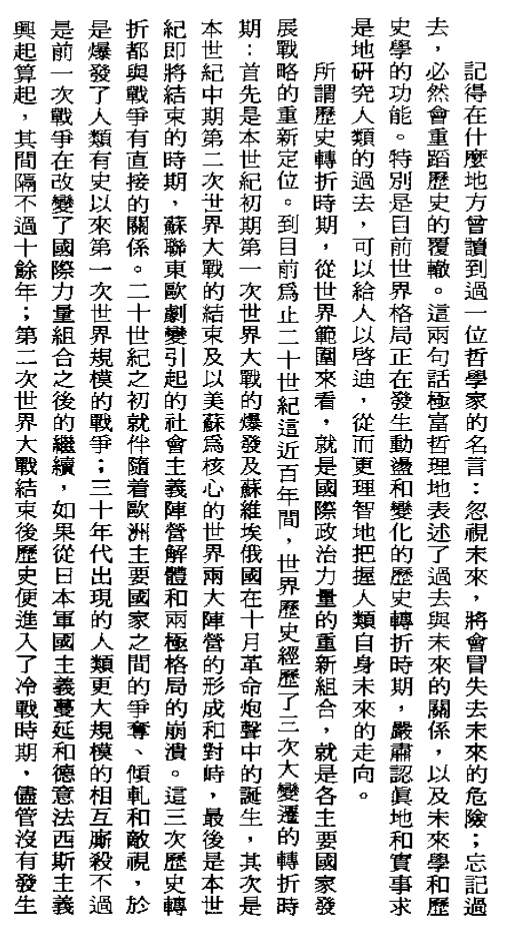 記得在什麼地方曾讀到過一位哲學家的名言：忽視未來，將會冒失去未來的危險；忘記過
去，必然會重蹈歷史的覆轍。這兩句話極富哲理地表述了過去與未來的關係，以及未來學和歷
史學的功能。特別是目前世界格局正在發生動盪和變化的歷史轉折時期，嚴肅認眞地和實事求
是地研究人類的過去，可以給人以啓迪，從而更理智地把握人類自身未來的走向。
所謂歷史轉折時期，從世界範圍來看，就是國際政治力量的重新組合，就是各主要國家發
展戰略的重新定位。到目前爲止二十世紀這近百年間，世界歷史經歷了三次大變遷的轉折時
期：首先是本世紀初期第一次世界大戰的爆發及蘇維埃俄國在十月革命炮聲中的誕生，其次是
本世紀中期第二次世界大戰的結束及以美蘇爲核心的世界兩大陣營的形成和對峙，最後是本世
紀即將結束的時期，蘇聯東歐劇變引起的社會主義陣營解體和兩極格局的崩潰。這三次歷史轉
折都與戰爭有直接的關係。二十世紀之初就伴隨着歐洲主要國家之間的爭奪、傾軋和敵視，於
是爆發了人類有史以來第一次世界規模的戰爭；三十年代出現的人類更大規模的相互廝殺不過
是前一次戰爭在改變了國際力量組合之後的繼續，如果從日本軍國主義蔓延和德意法西斯主義
興起算起，其間隔不過十餘年；第二次世界大戰結束後歷史便進入了冷戰時期，儘管沒有發生